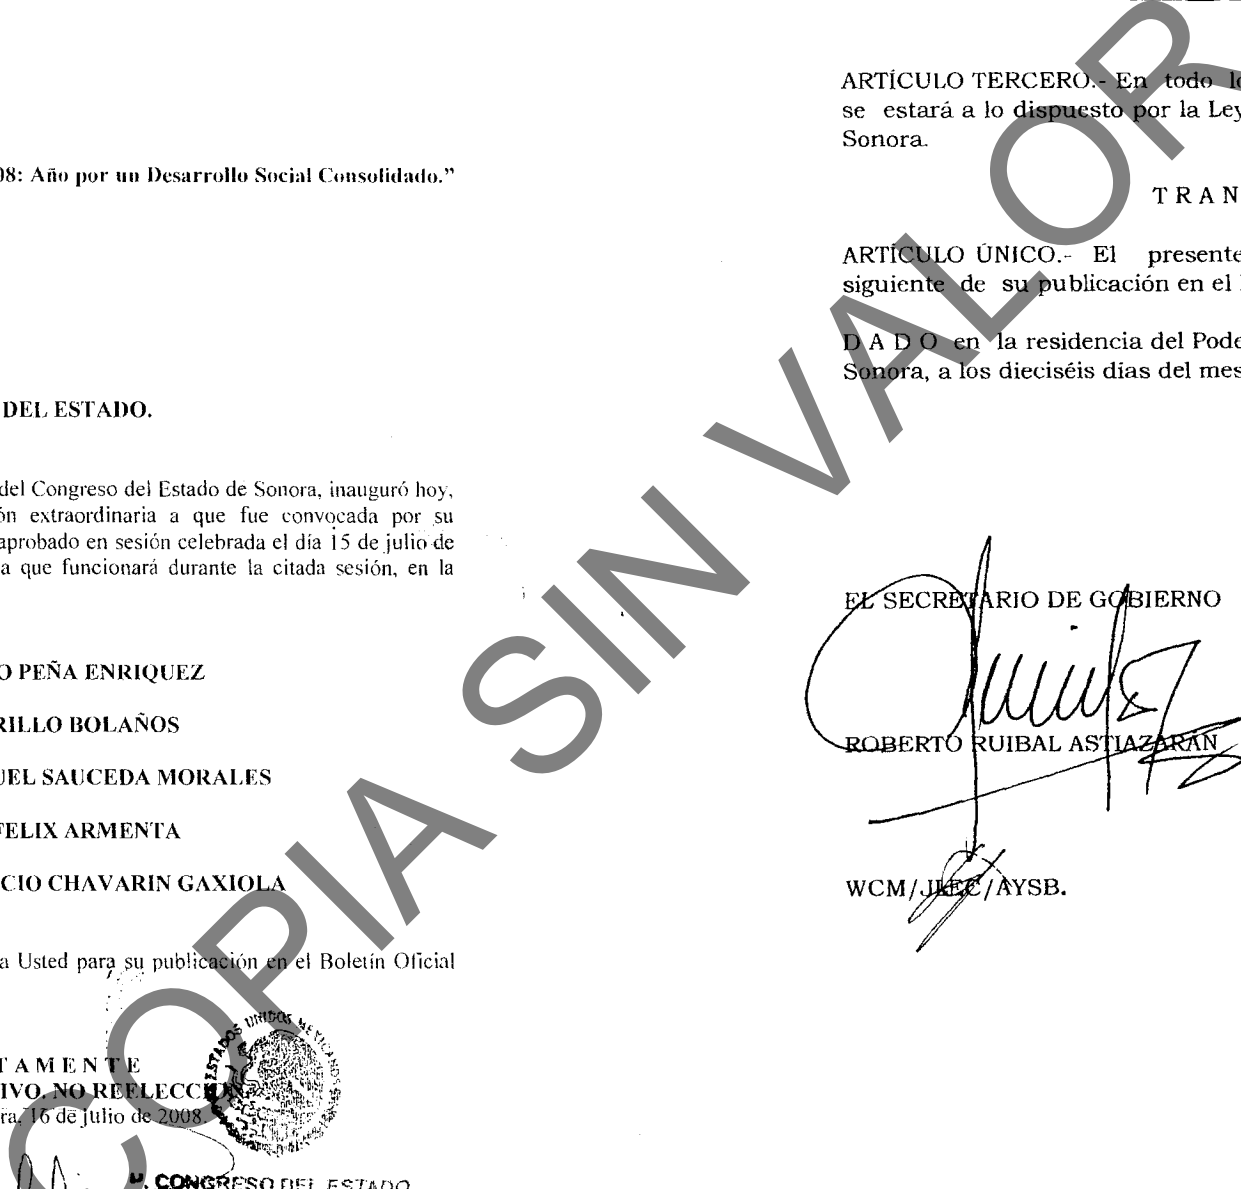 08: Año por un Desarrollo Social Consolidado."
DEL ESTADO.
del Congreso del Estado de Sonora, inauguró hoy,
ón extraordinaria a que fue convocada por su
aprobado en sesión celebrada el día 15 de julio de
a que funcionará durante la citada sesión, en la
O PEÑA ENRIQUEZ
RILLO BOLAÑOS
UEL SAUCEDA MORALES
FELIX ARMENTA
CIO CHAVARIN GAXIOLA
a Usted para su publicación en el Boletín Oficial
T A M E N T E
IVO. NO REELECCION.
ra, 16 de julio de 2008.
ESTADOS UNIDOS MEXICANOS
H. CONGRESO DEL ESTADO
ARTÍCULO TERCERO.- En todo lo
se estará a lo dispuesto por la Ley
Sonora.
T R A N
ARTÍCULO ÚNICO.- El presente
siguiente de su publicación en el
D A D O en la residencia del Pode
Sonora, a los dieciséis días del mes
EL SECRETARIO DE GOBIERNO
ROBERTO RUIBAL ASTIAZARÁN
WCM/JLEC/AYSB.
COPIA SIN VALOR